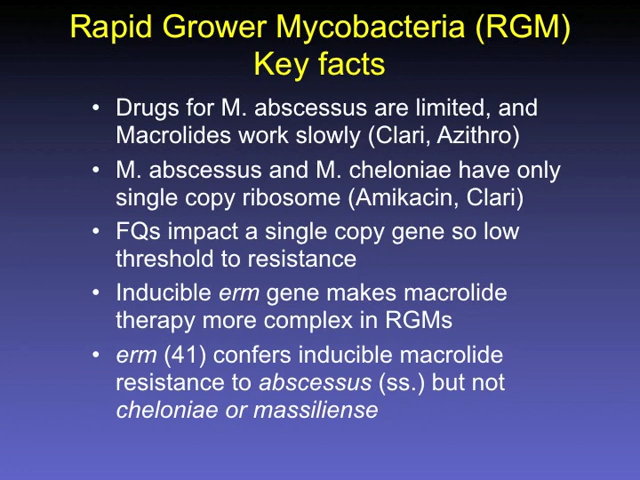 Rapid Grower Mycobacteria (RGM)
Key facts
• Drugs for M. abscessus are limited, and
Macrolides work slowly (Clari, Azithro)
• M. abscessus and M. cheloniae have only
single copy ribosome (Amikacin, Clari)
• FQs impact a single copy gene so low
threshold to resistance
• Inducible erm gene makes macrolide
therapy more complex in RGMs
• erm (41) confers inducible macrolide
resistance to abscessus (ss.) but not
cheloniae or massiliense